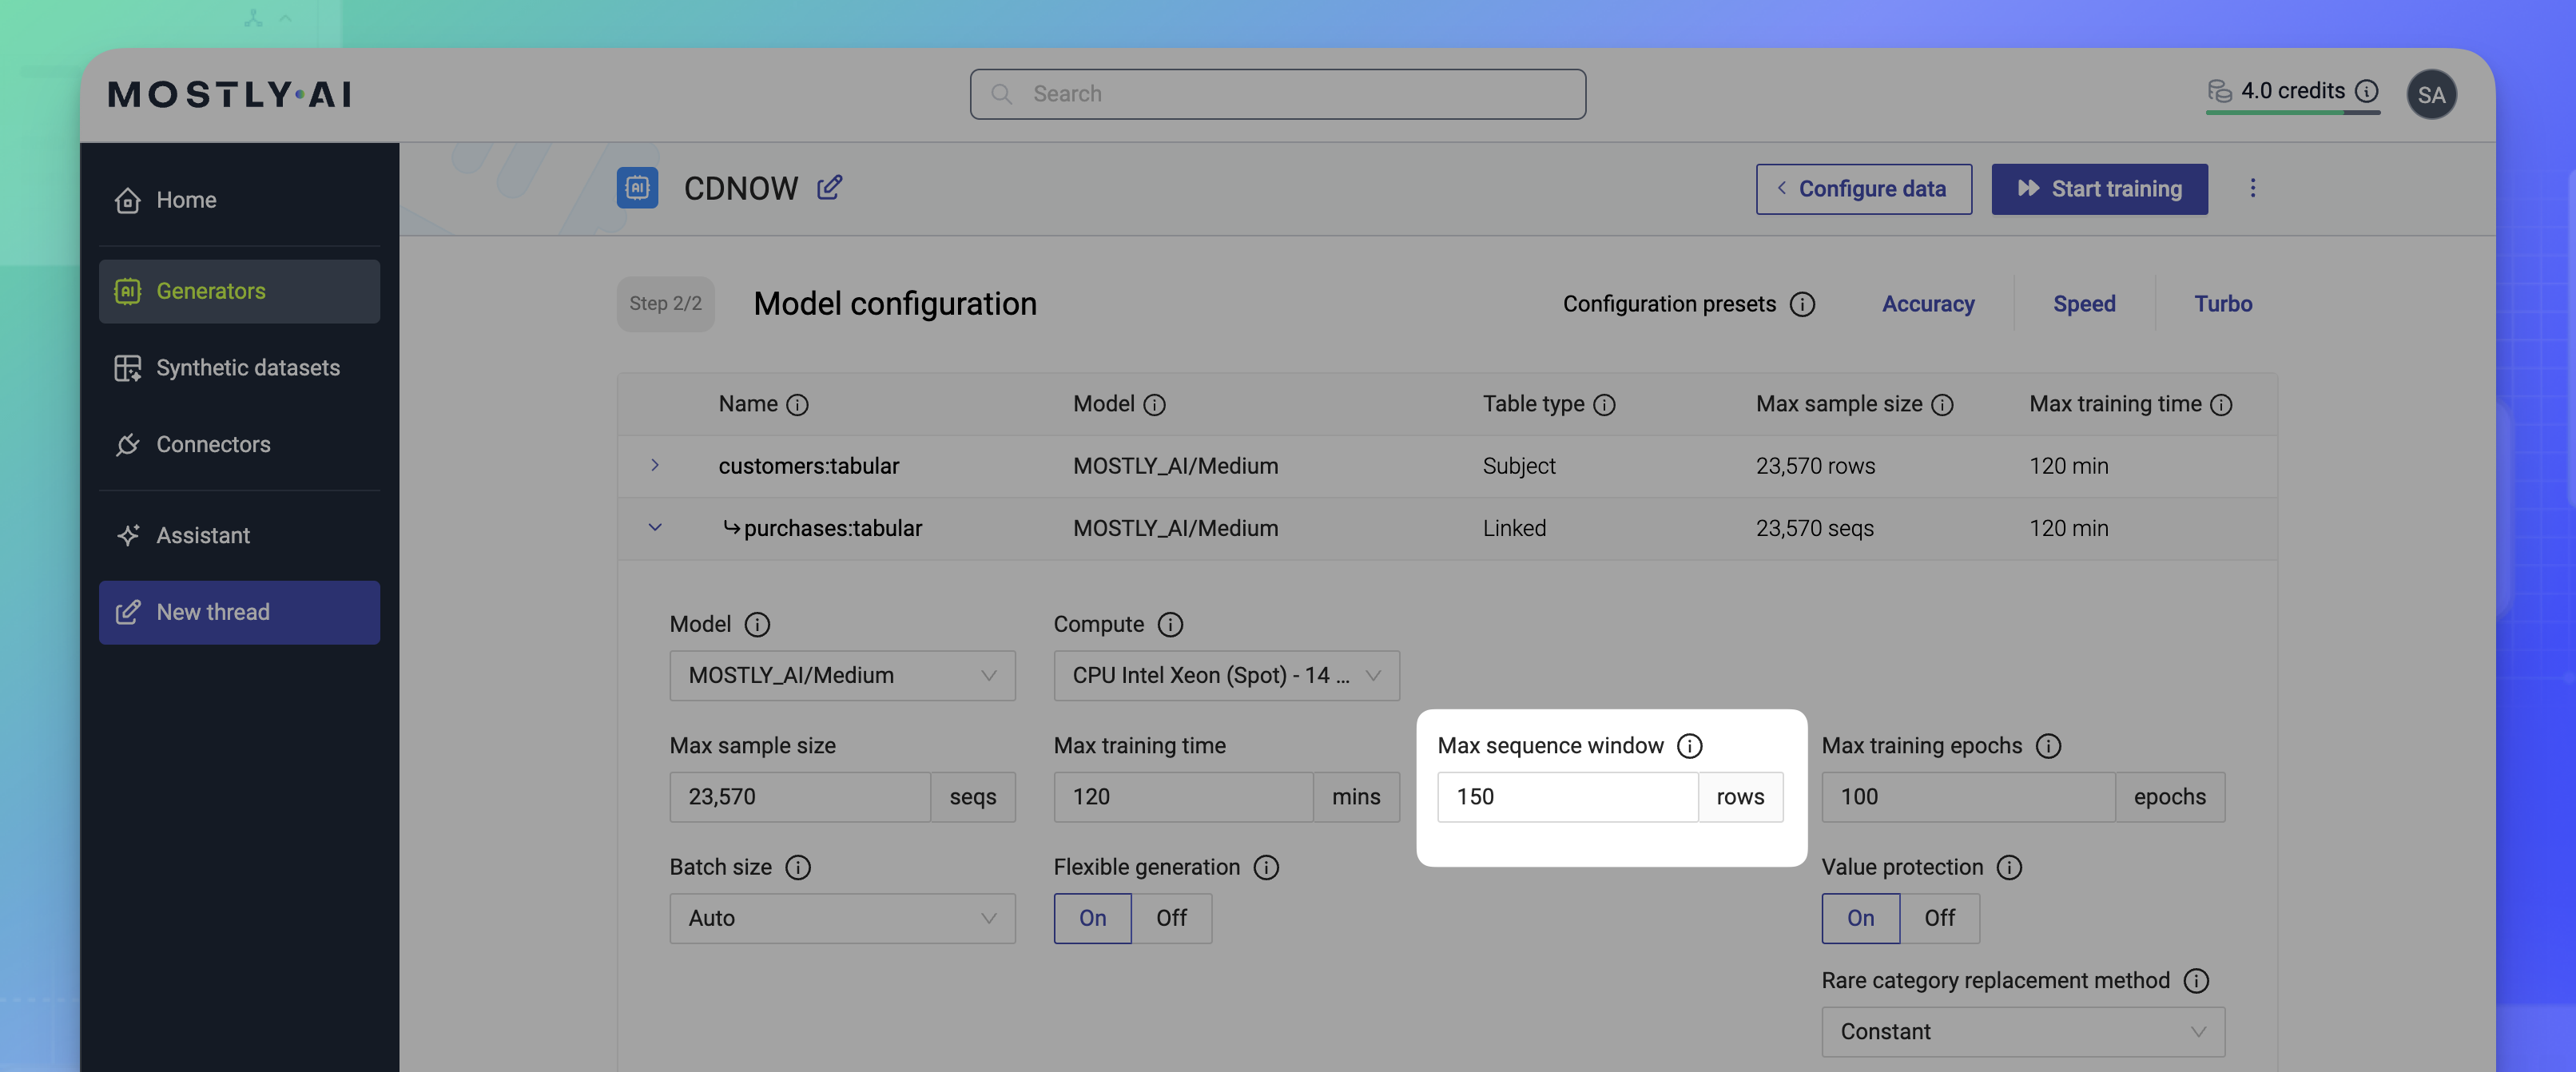 MOSTLY·AI
Search
4.0 credits
SA
Home
Generators
Synthetic datasets
Connectors
Assistant
New thread
AI
CDNOW
Configure data
Start training
Step 2/2
Model configuration
Configuration presets
Accuracy
Speed
Turbo
Name
Model
Table type
Max sample size
Max training time
customers:tabular
MOSTLY_AI/Medium
Subject
23,570 rows
120 min
purchases:tabular
MOSTLY_AI/Medium
Linked
23,570 seqs
120 min
Model
Compute
MOSTLY_AI/Medium
CPU Intel Xeon (Spot) - 14 ...
Max sample size
Max training time
Max sequence window
Max training epochs
23,570 seqs
120 mins
150 rows
100 epochs
Batch size
Flexible generation
Value protection
Auto
On Off
On Off
Rare category replacement method
Constant